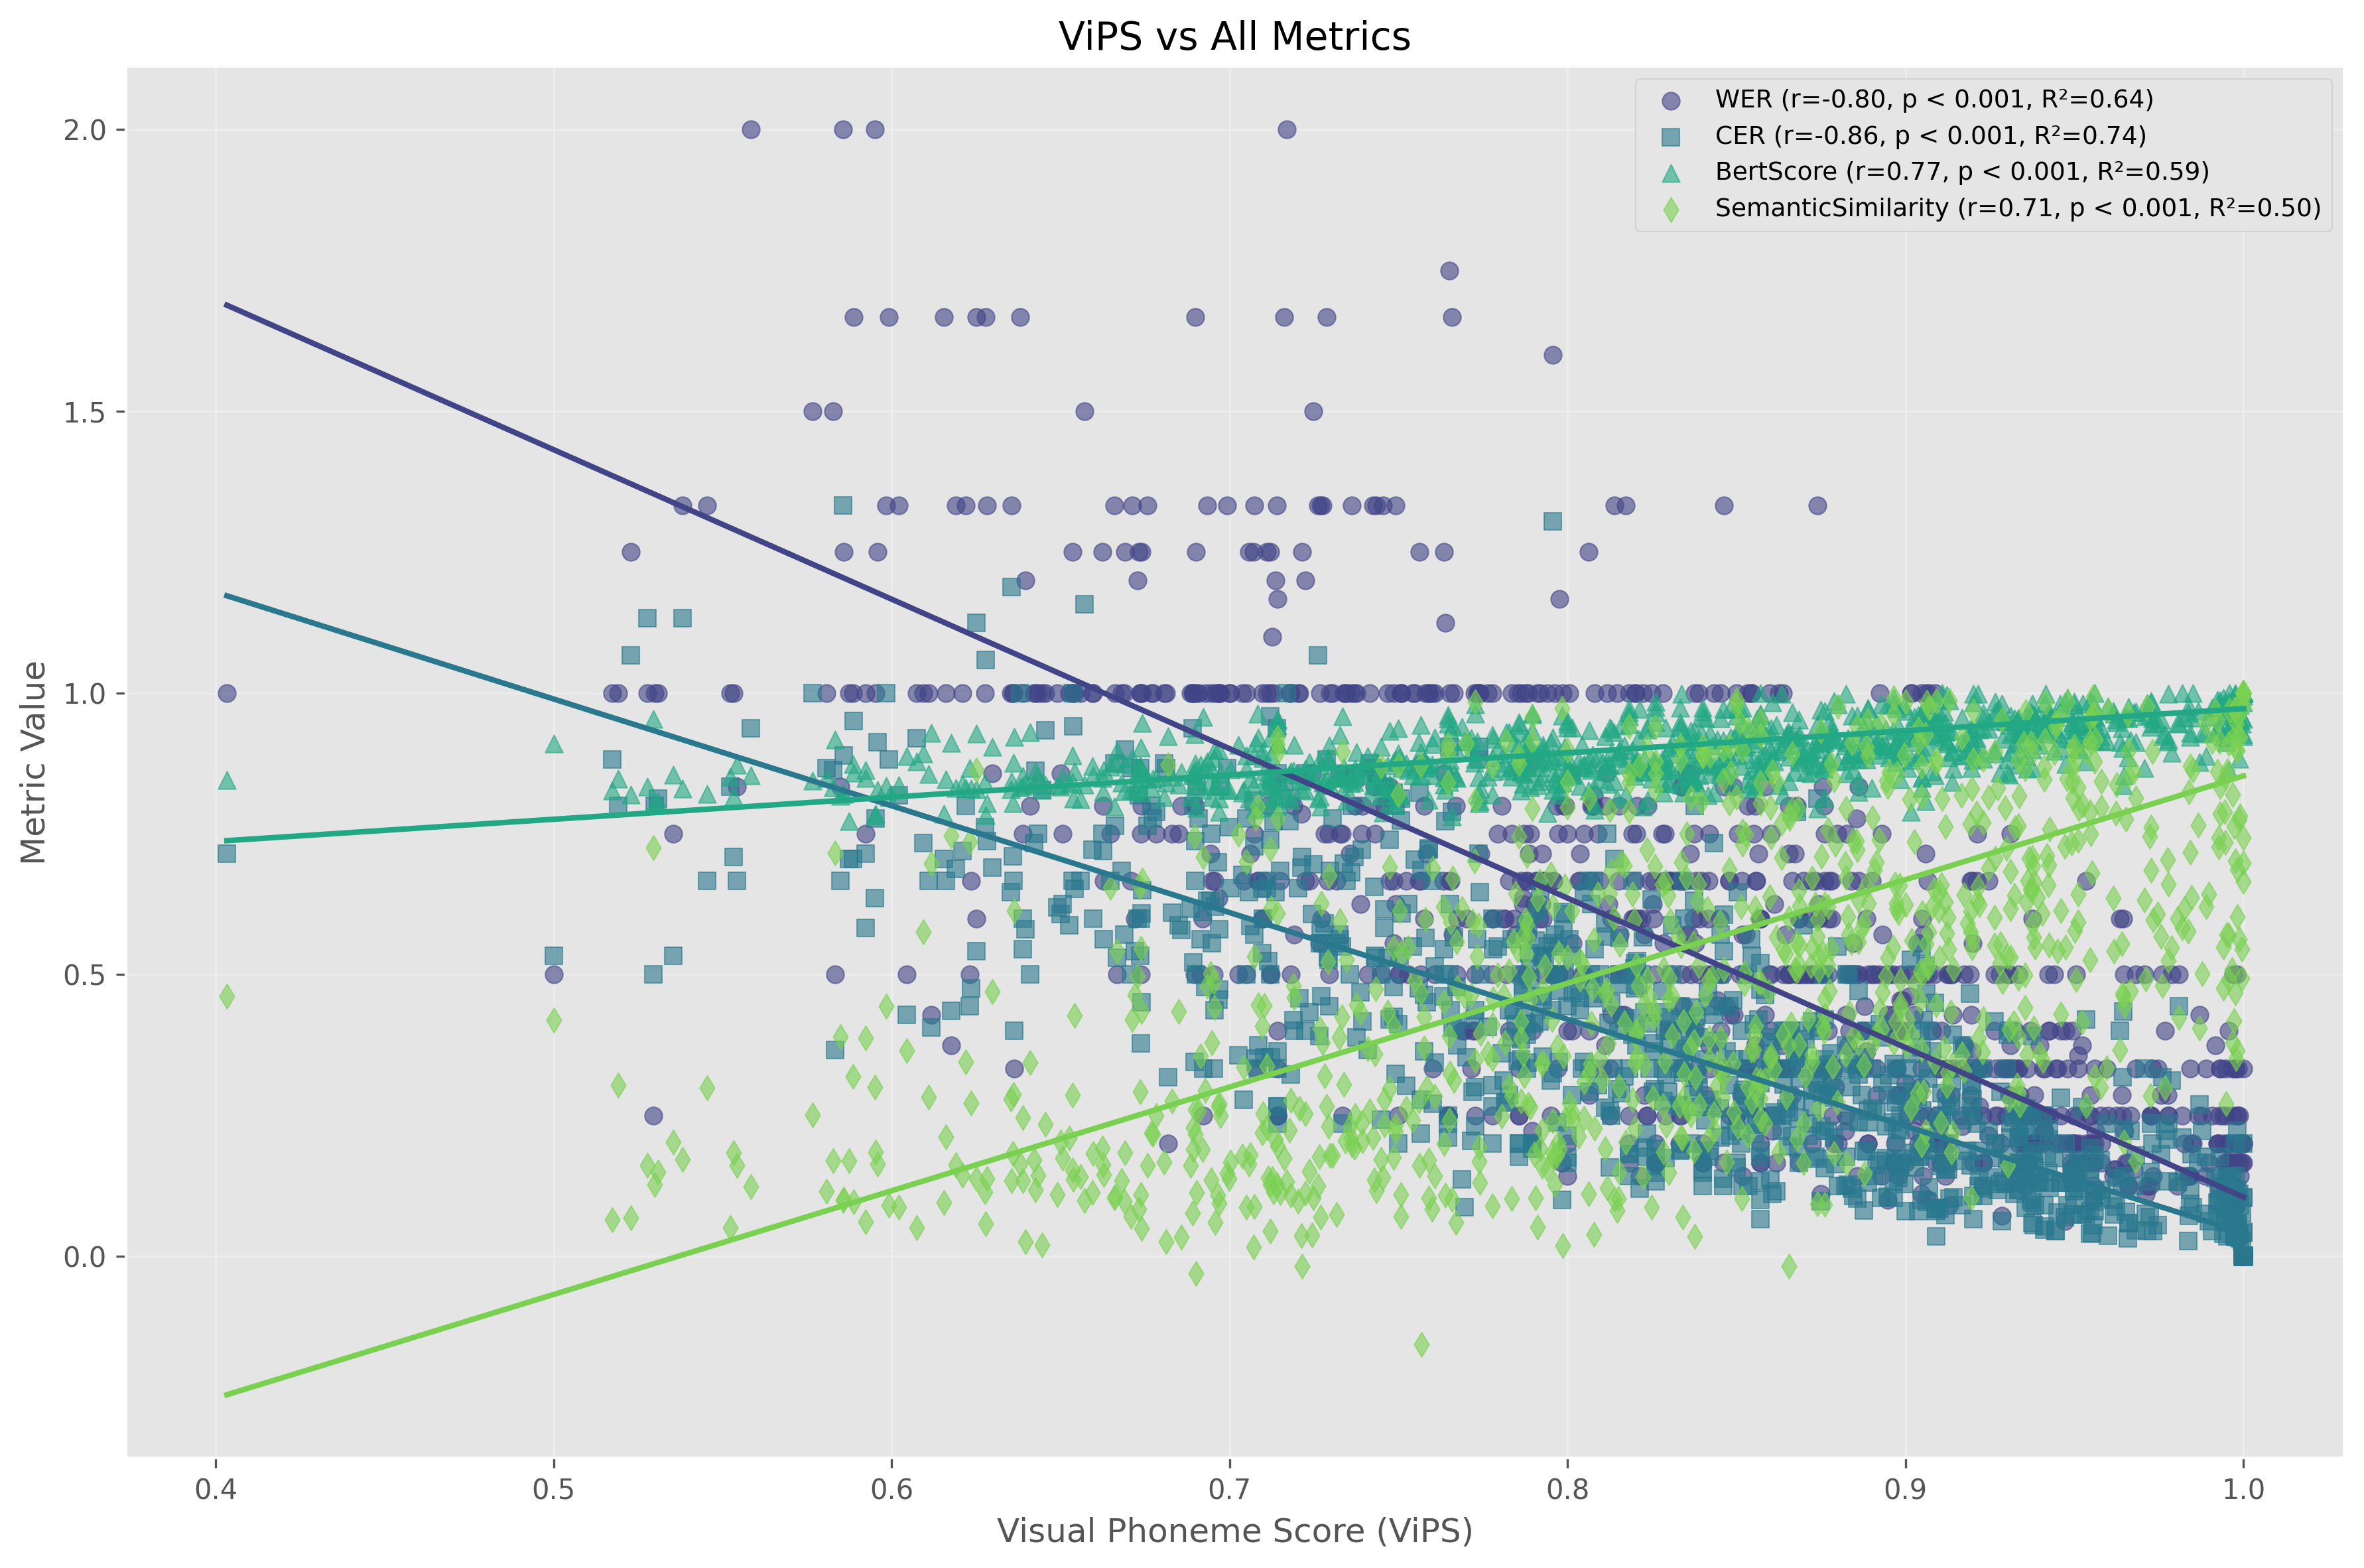 ViPS vs All Metrics
WER (r=-0.80, p < 0.001, R²=0.64)
CER (r=-0.86, p < 0.001, R²=0.74)
BertScore (r=0.77, p < 0.001, R²=0.59)
SemanticSimilarity (r=0.71, p < 0.001, R²=0.50)
Metric Value
2.0
1.5
1.0
0.5
0.0
0.4 0.5 0.6 0.7 0.8 0.9 1.0
Visual Phoneme Score (ViPS)